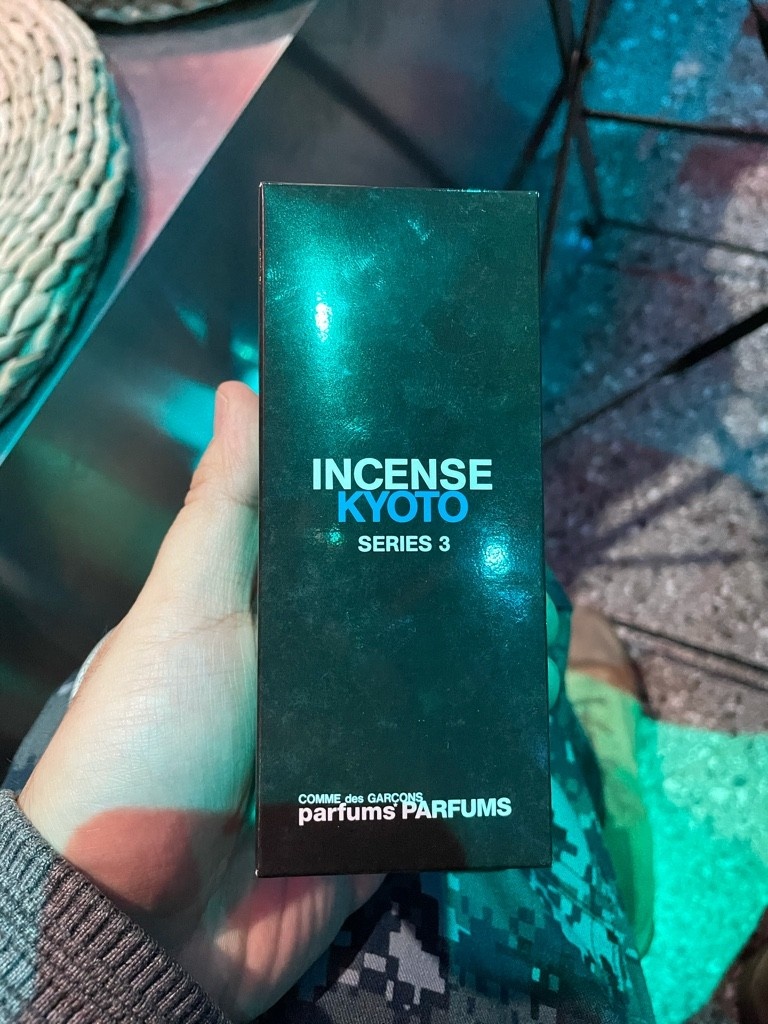 INCENSE
KYOTO
SERIES 3
COMME des GARÇONS
parfums PARFUMS